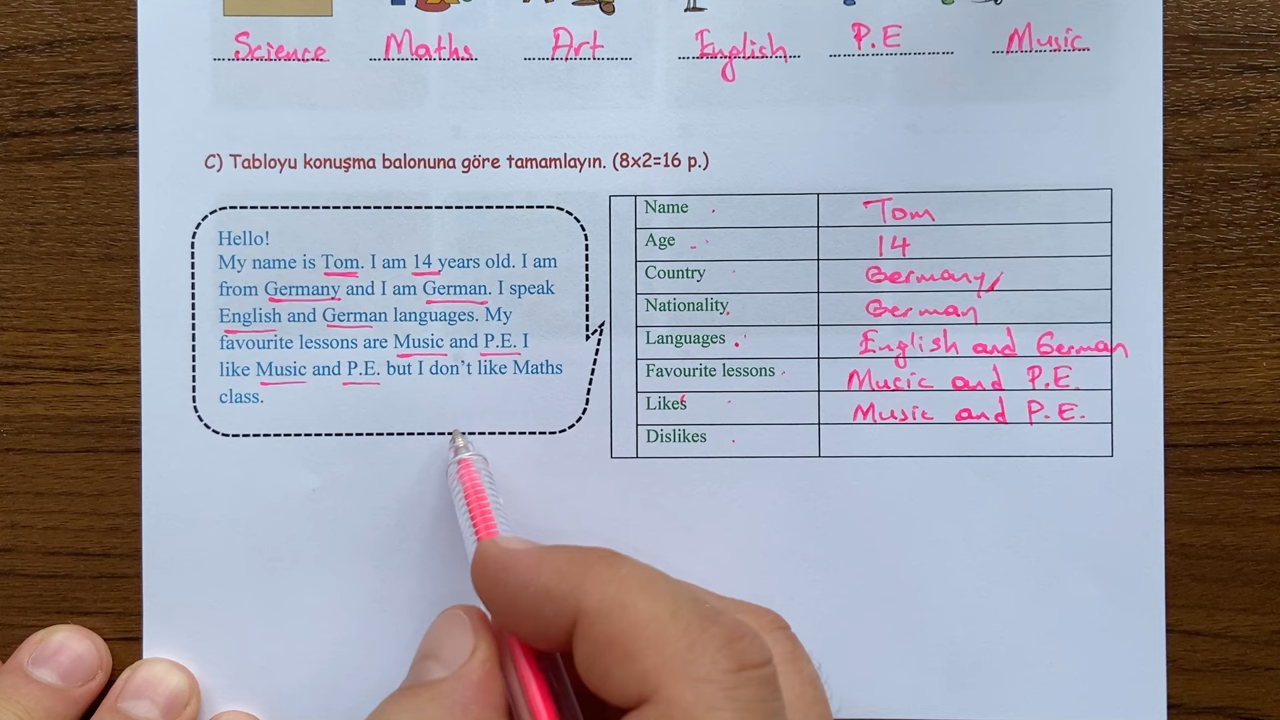 Science Maths Art English P.E Music
C) Tabloyu konuşma balonuna göre tamamlayın. (8x2=16 p.)
Hello!
My name is Tom. I am 14 years old. I am
from Germany and I am German. I speak
English and German languages. My
favourite lessons are Music and P.E. I
like Music and P.E. but I don't like Maths
class.
Name Tom
Age 14
Country Germany
Nationality German
Languages English and German
Favourite lessons Music and P.E.
Likes Music and P.E.
Dislikes